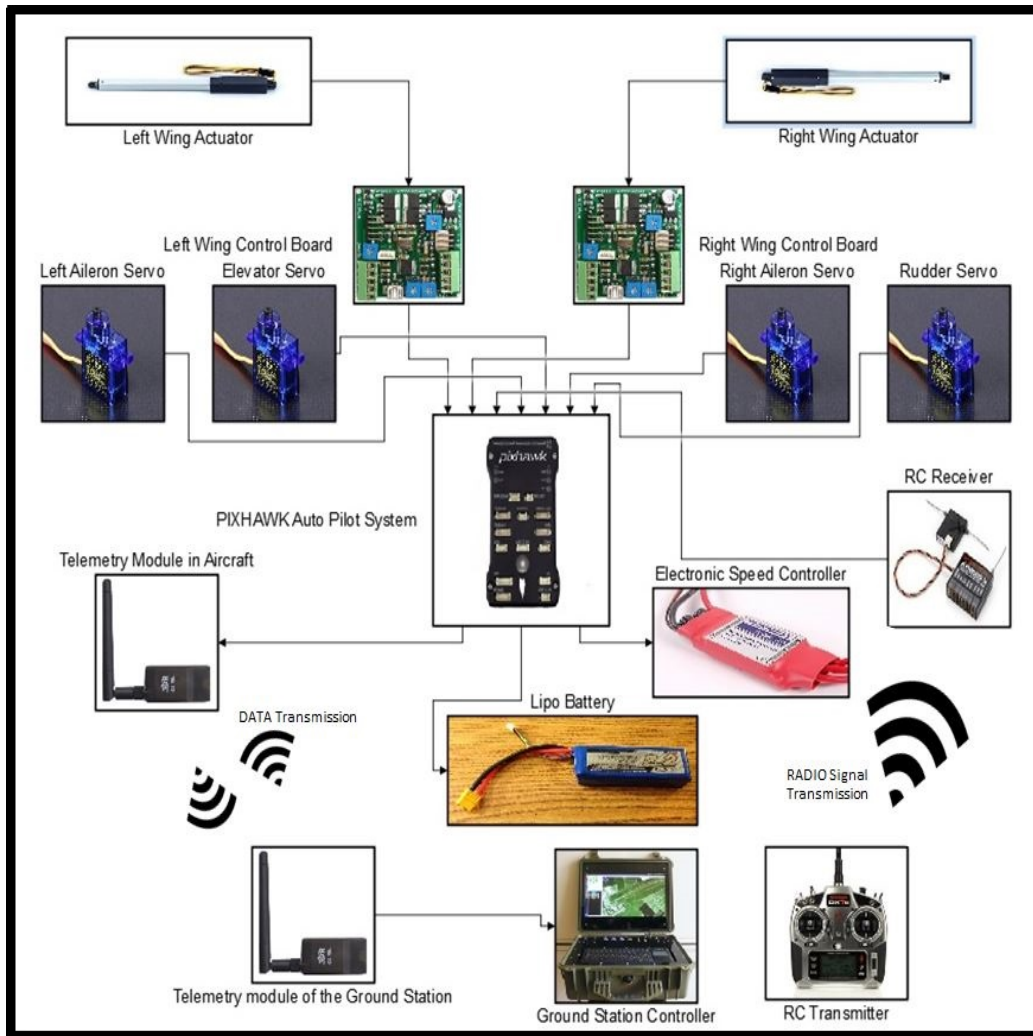 Left Wing Actuator
Right Wing Actuator
Left Wing Control Board
Right Wing Control Board
Left Aileron Servo
Elevator Servo
Right Aileron Servo
Rudder Servo
pixhawk
PIXHAWK Auto Pilot System
RC Receiver
Telemetry Module in Aircraft
Electronic Speed Controller
DATA Transmission
Lipo Battery
RADIO Signal
Transmission
Telemetry module of the Ground Station
Ground Station Controller
RC Transmitter